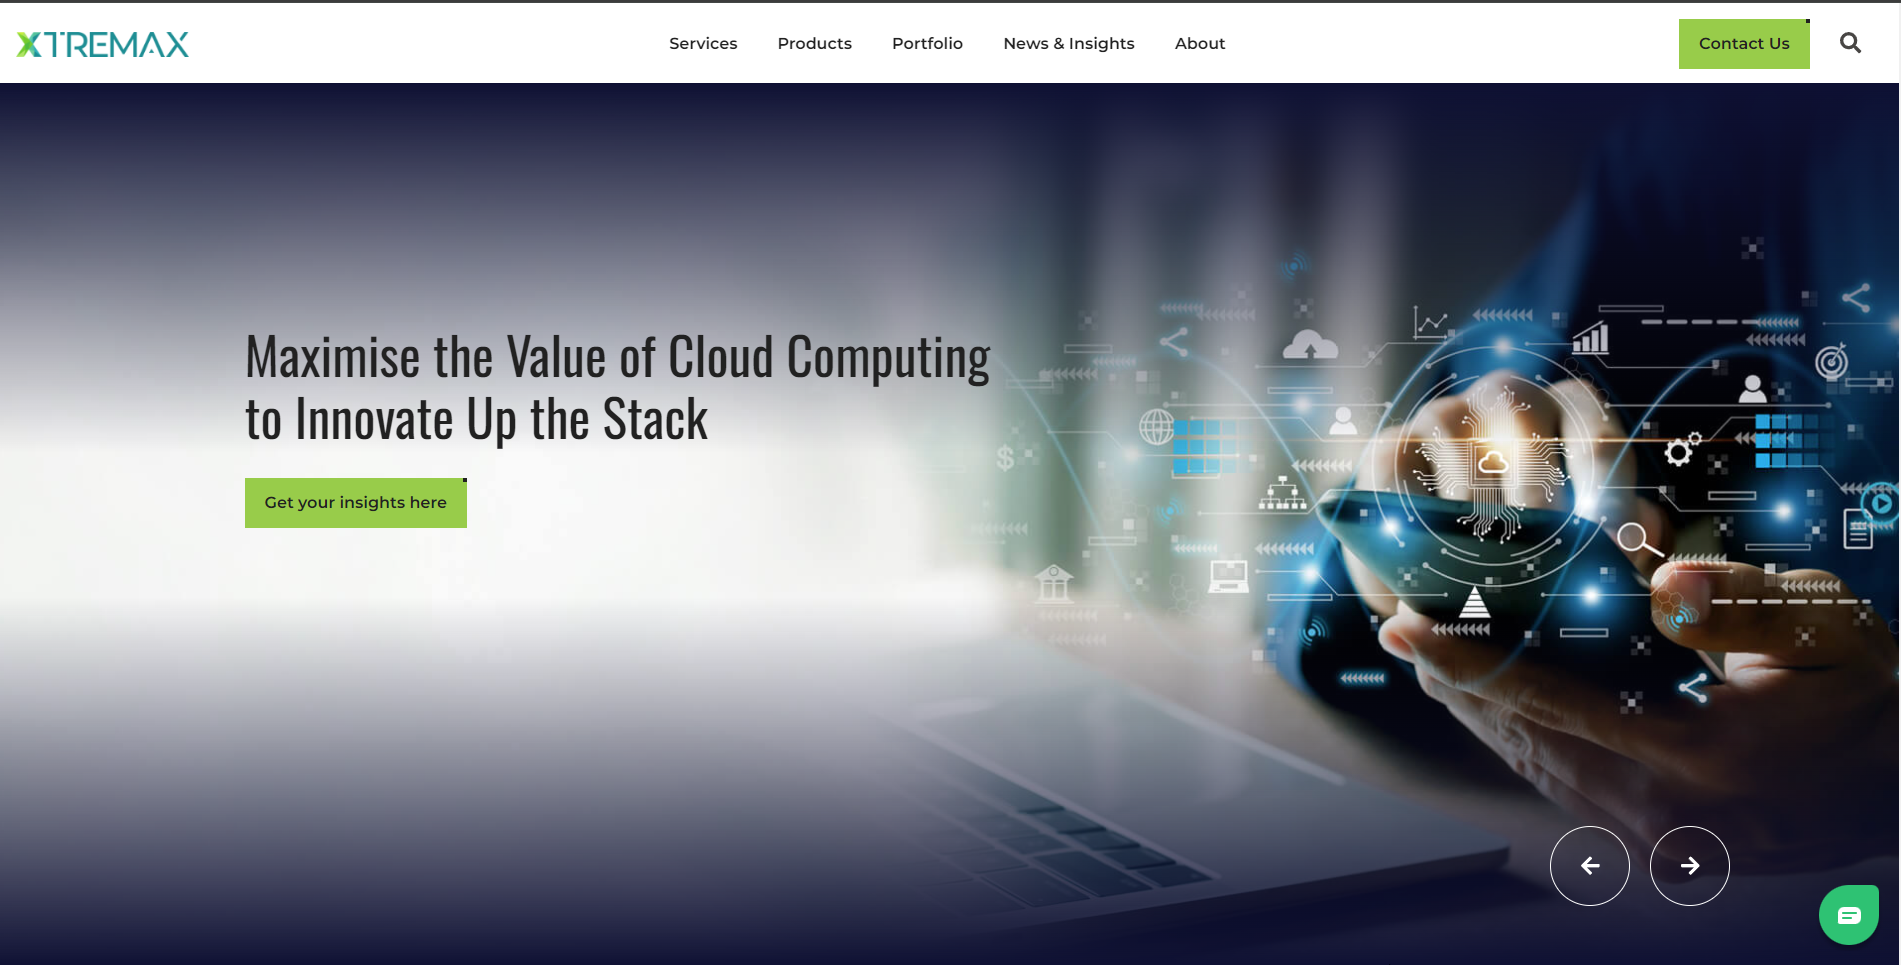 XTREMAX
Services
Products
Portfolio
News & Insights
About
Contact Us
Maximise the Value of Cloud Computing
to Innovate Up the Stack
Get your insights here
$